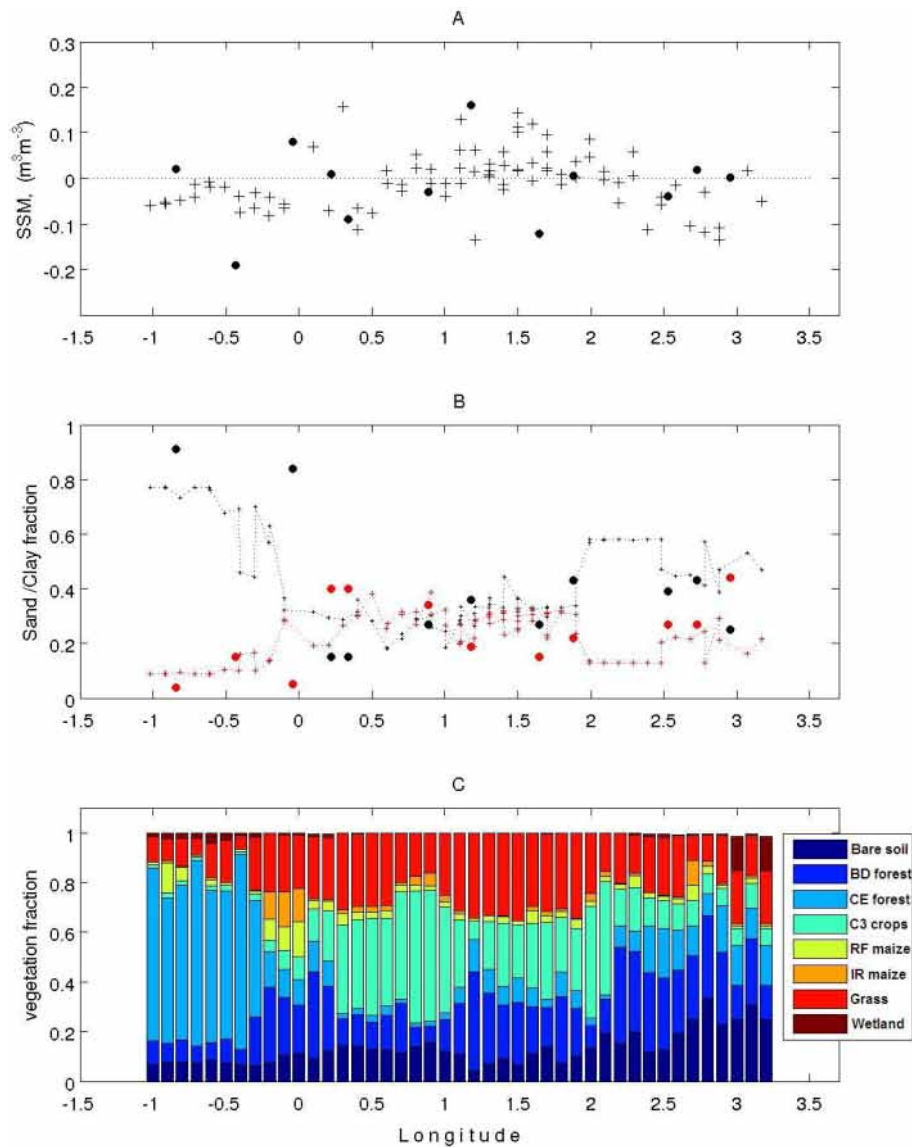 A
0.3
0.2
0.1
0
-0.1
-0.2
SSM, (m³m⁻³)
-1.5 -1 -0.5 0 0.5 1 1.5 2 2.5 3 3.5
B
1
0.8
0.6
0.4
0.2
0
Sand /Clay fraction
-1.5 -1 -0.5 0 0.5 1 1.5 2 2.5 3 3.5
C
1
0.8
0.6
0.4
0.2
0
vegetation fraction
Bare soil
BD forest
CE forest
C3 crops
RF maize
IR maize
Grass
Wetland
-1.5 -1 -0.5 0 0.5 1 1.5 2 2.5 3 3.5
Longitude